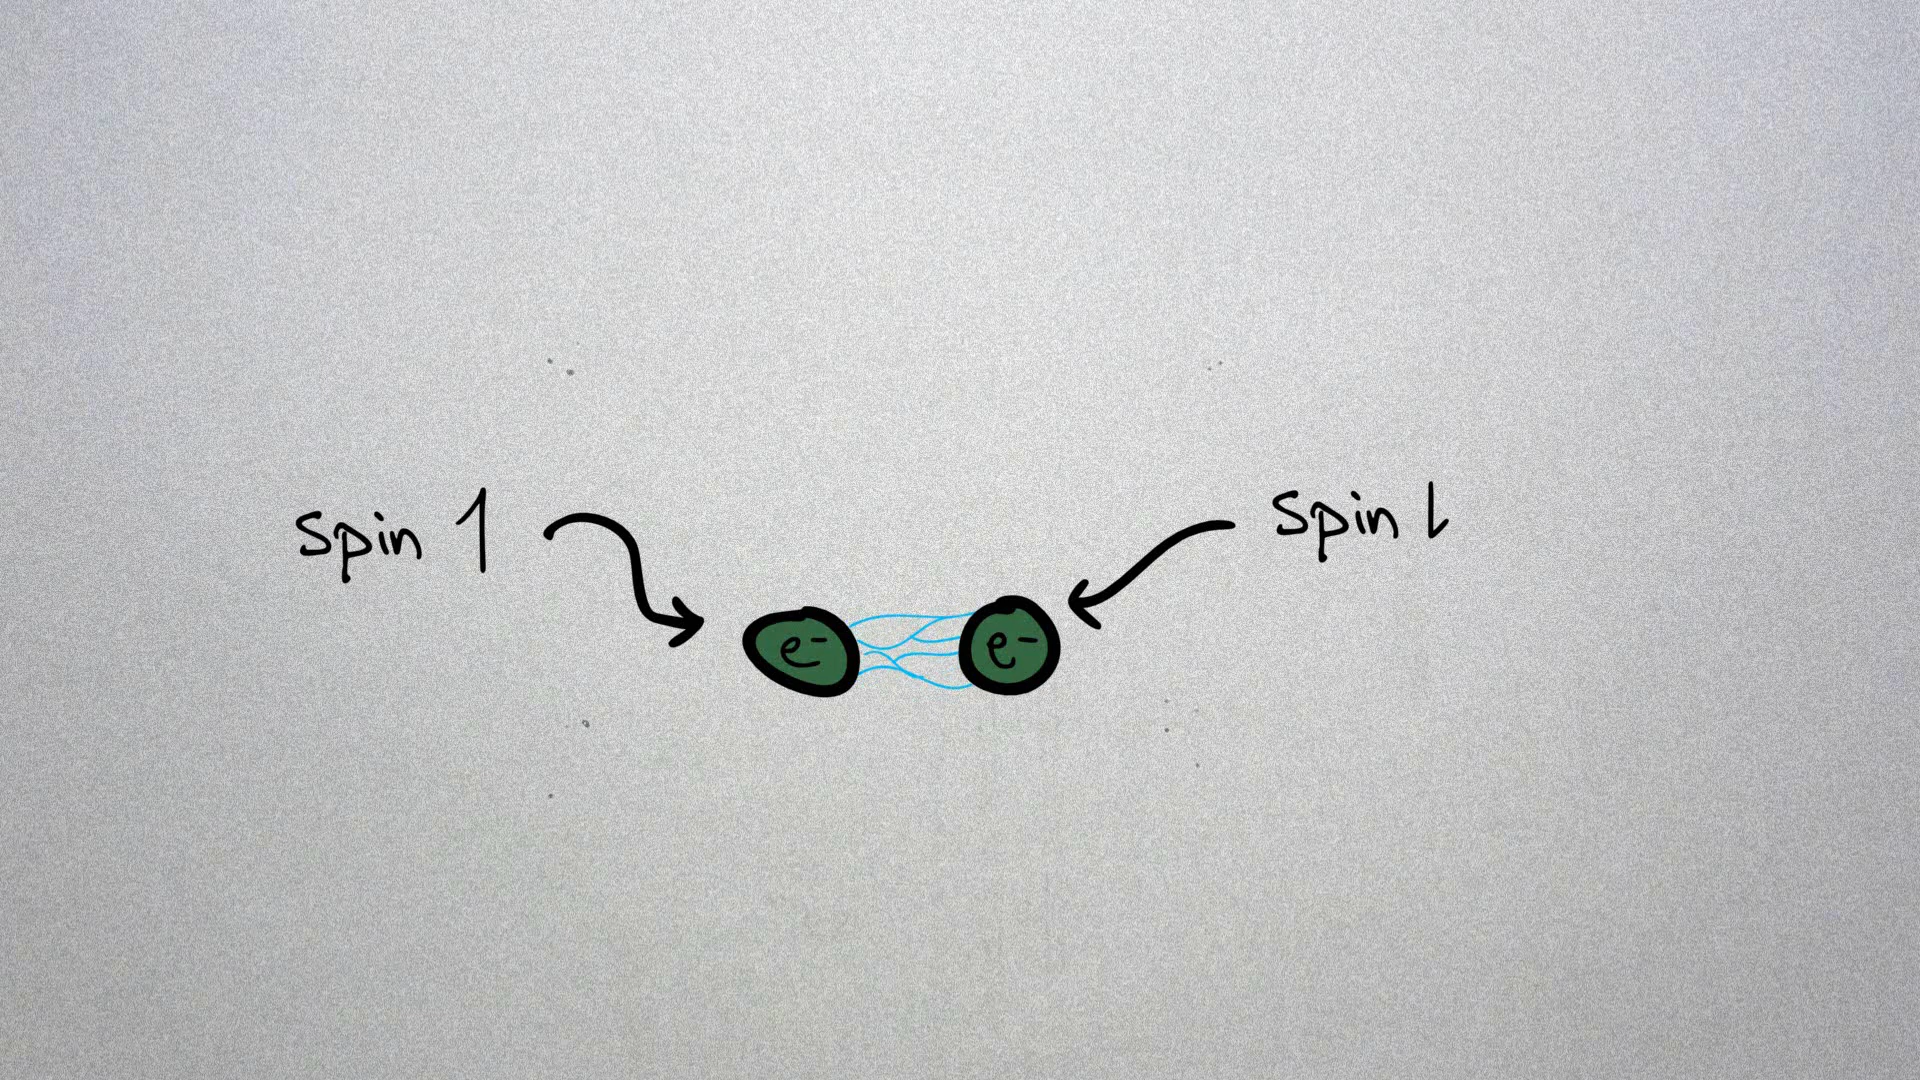 Spin ↿
Spin ⇂
e-
e-